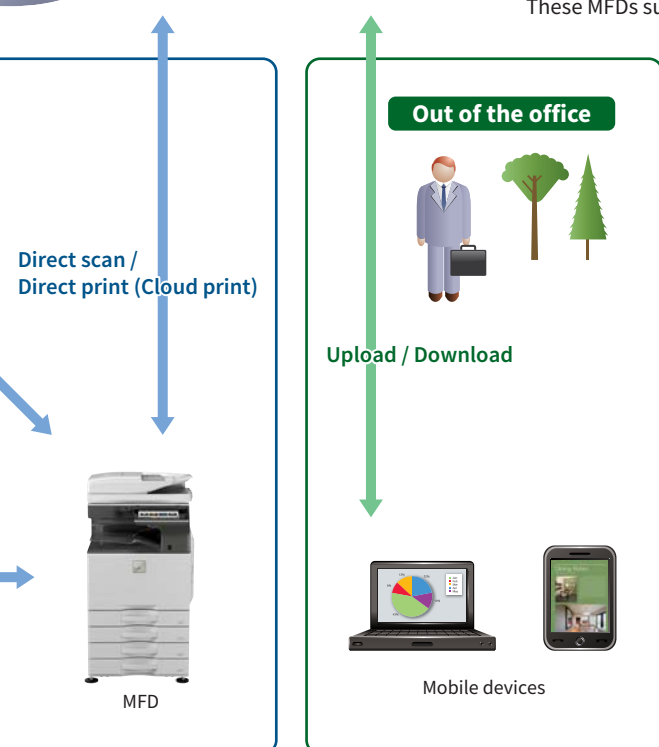 These MFDs su
Out of the office
Direct scan /
Direct print (Cloud print)
Upload / Download
MFD
Mobile devices